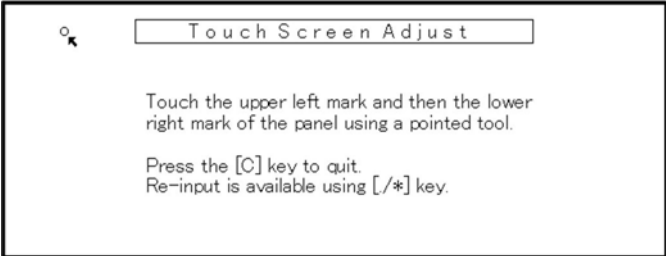 Touch Screen Adjust
Touch the upper left mark and then the lower
right mark of the panel using a pointed tool.
Press the [C] key to quit.
Re-input is available using [./*] key.